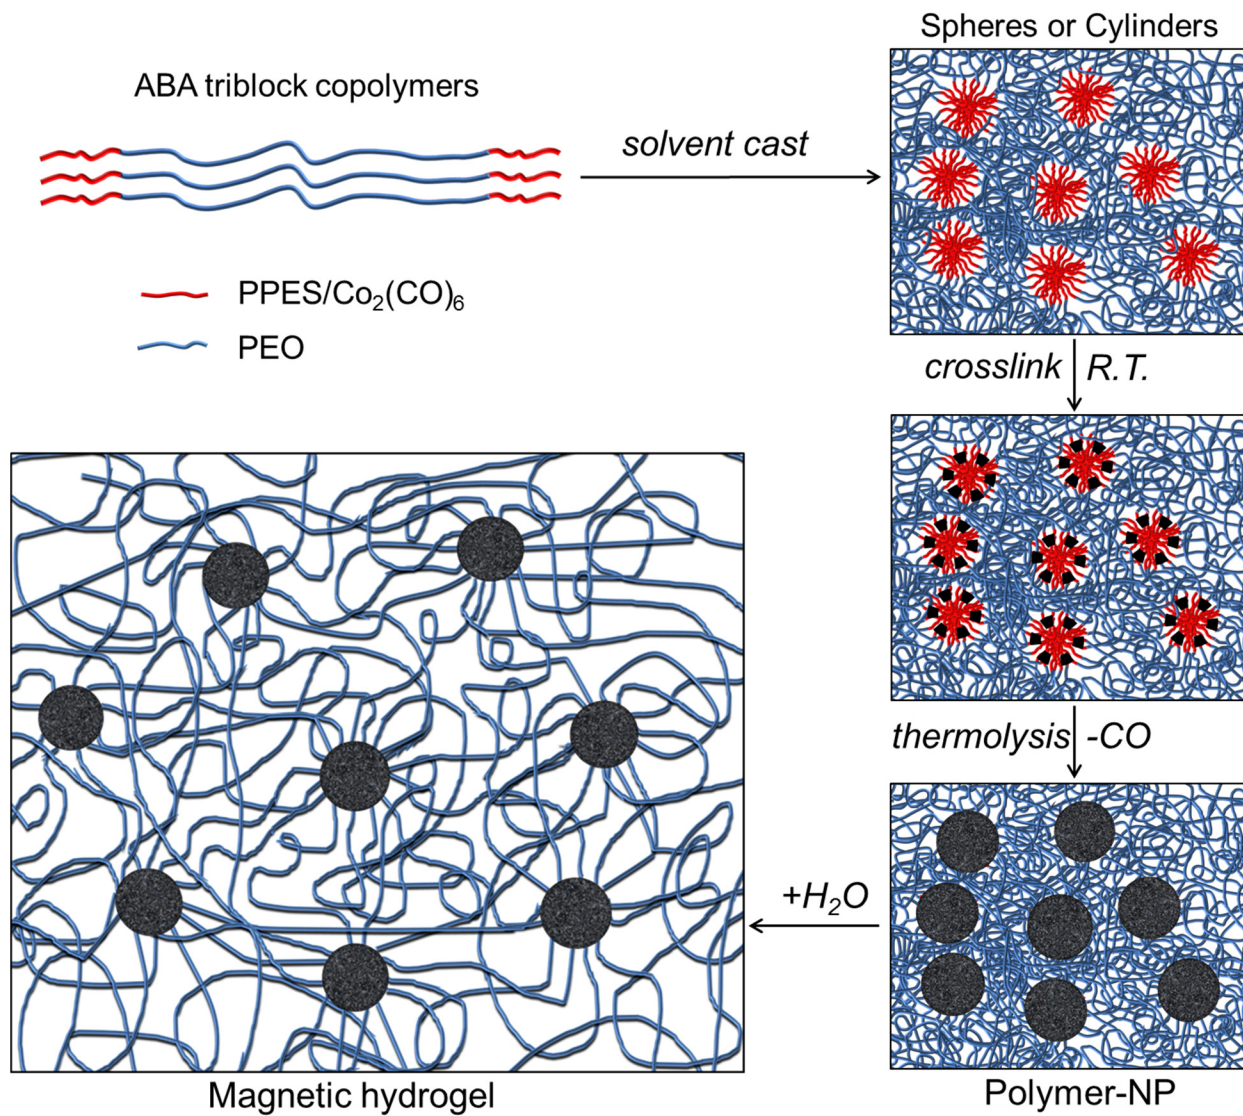 Spheres or Cylinders
ABA triblock copolymers
solvent cast
PPES/Co₂(CO)₆
PEO
crosslink R.T.
thermolysis -CO
+H₂O
Magnetic hydrogel
Polymer-NP